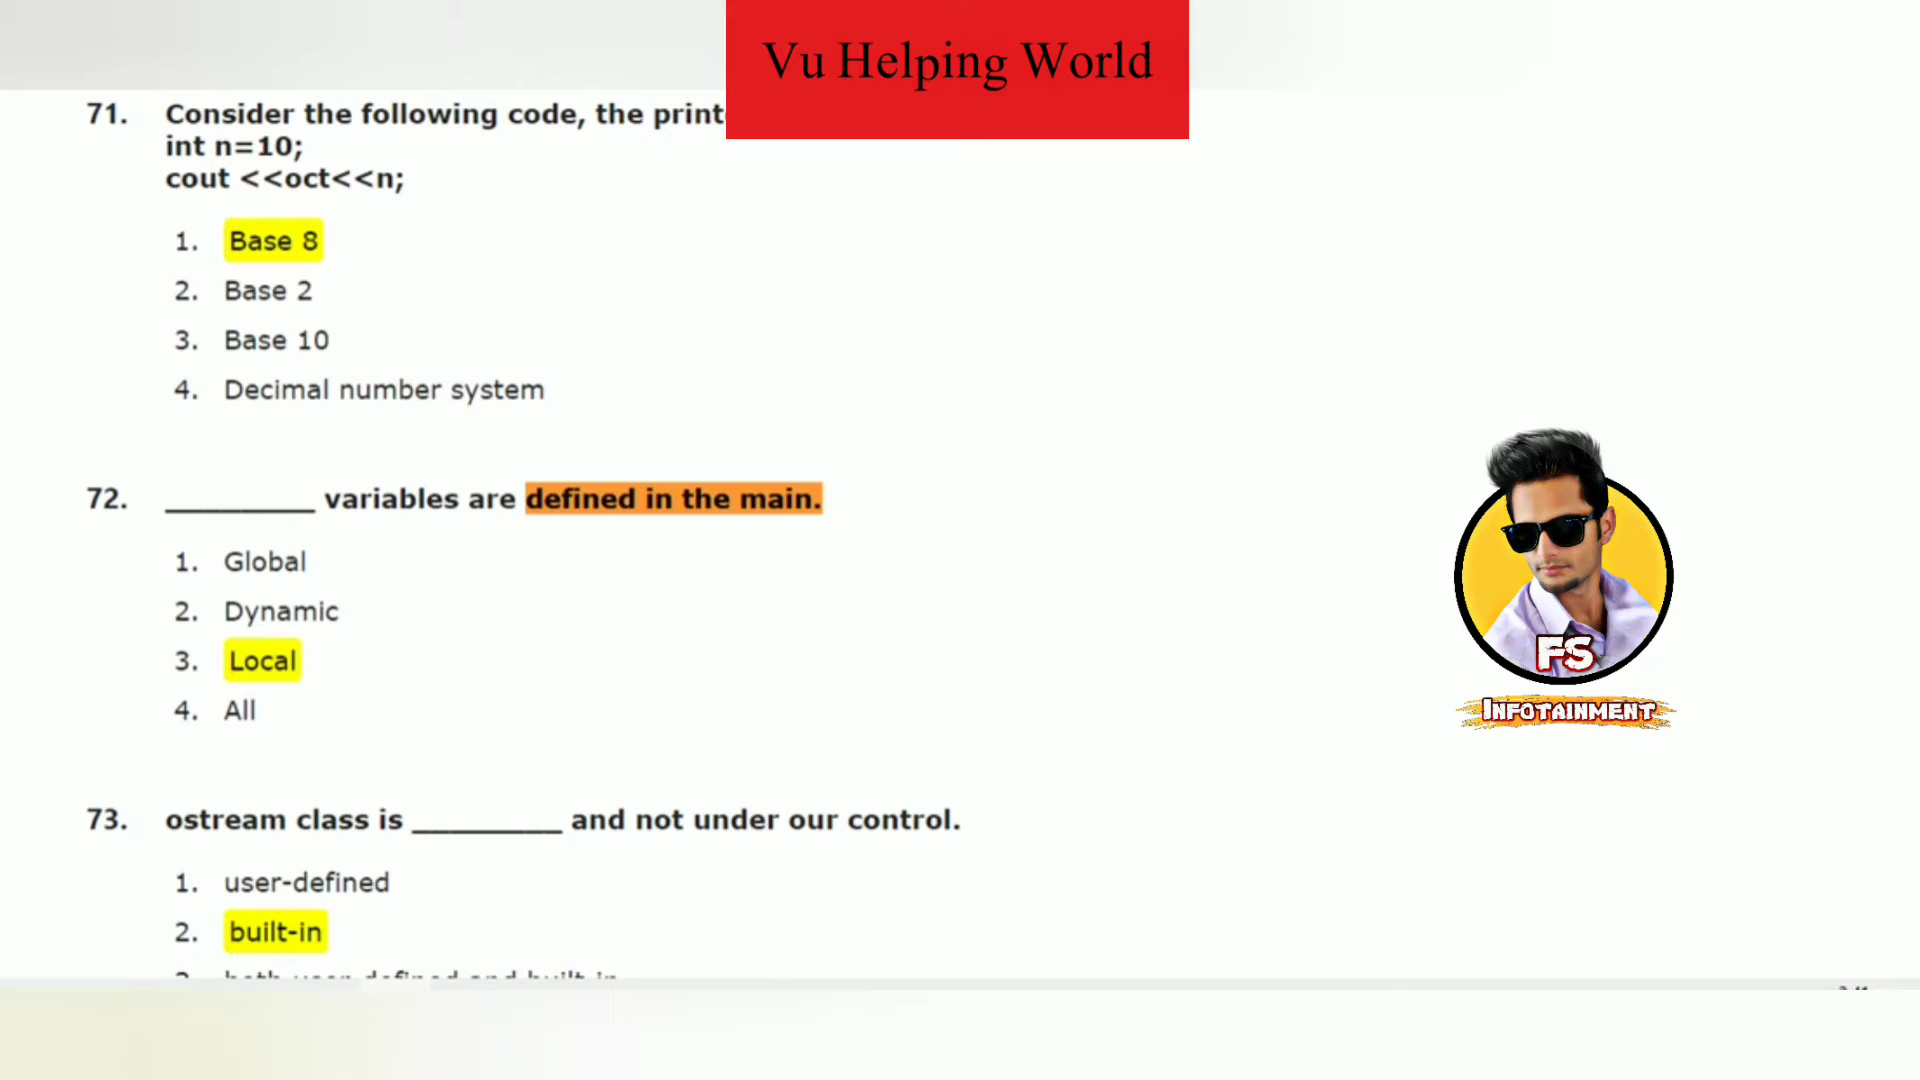 Vu Helping World
71. Consider the following code, the print
int n=10;
cout <<oct<<n;
1. Base 8
2. Base 2
3. Base 10
4. Decimal number system
72. __________ variables are defined in the main.
1. Global
2. Dynamic
3. Local
4. All
73. ostream class is __________ and not under our control.
1. user-defined
2. built-in
FS
INFOTAINMENT